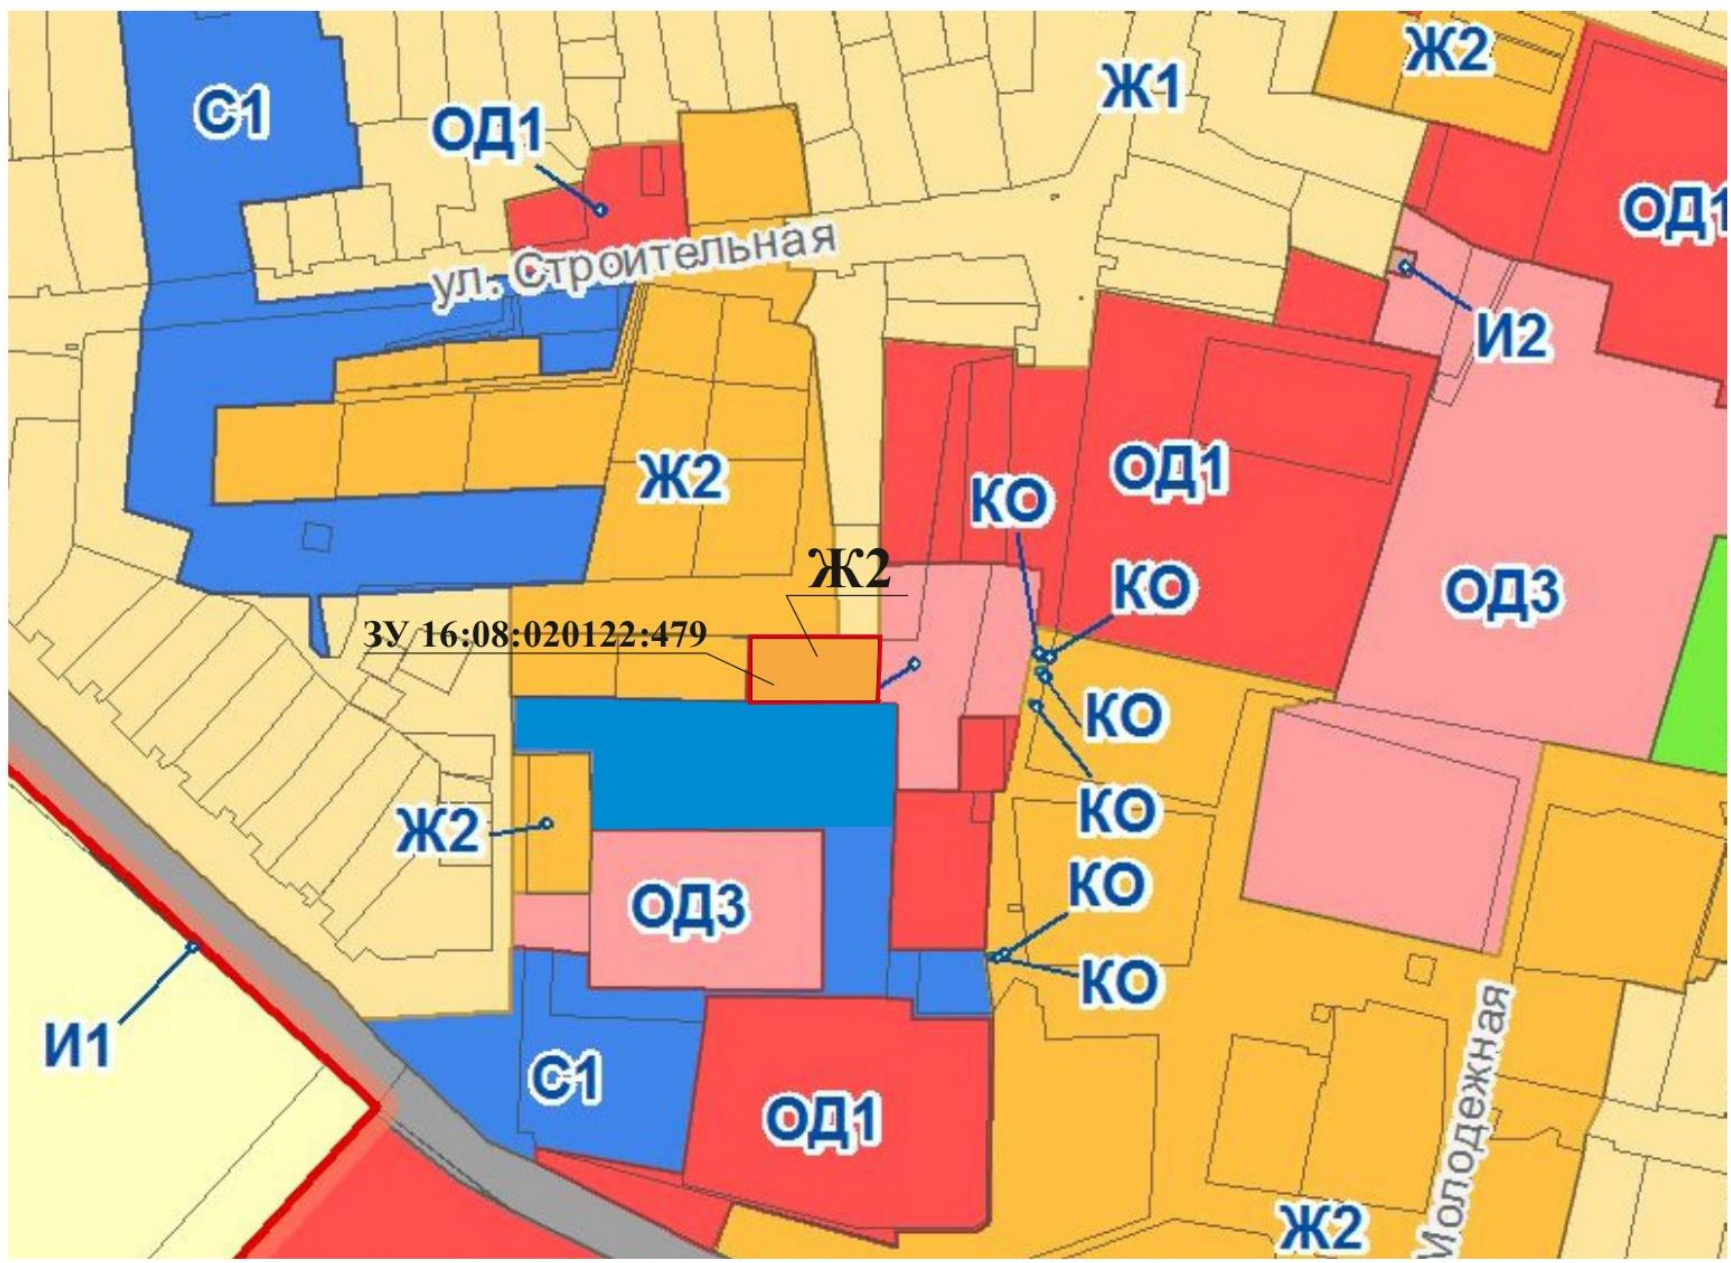 Ж2
Ж1
С1
ОД1
ОД1
ул. Строительная
И2
ОД1
Ж2
КО
Ж2
КО
ОД3
ЗУ 16:08:020122:479
КО
КО
Ж2
КО
ОД3
КО
И1
С1
ОД1
Молодежная
Ж2